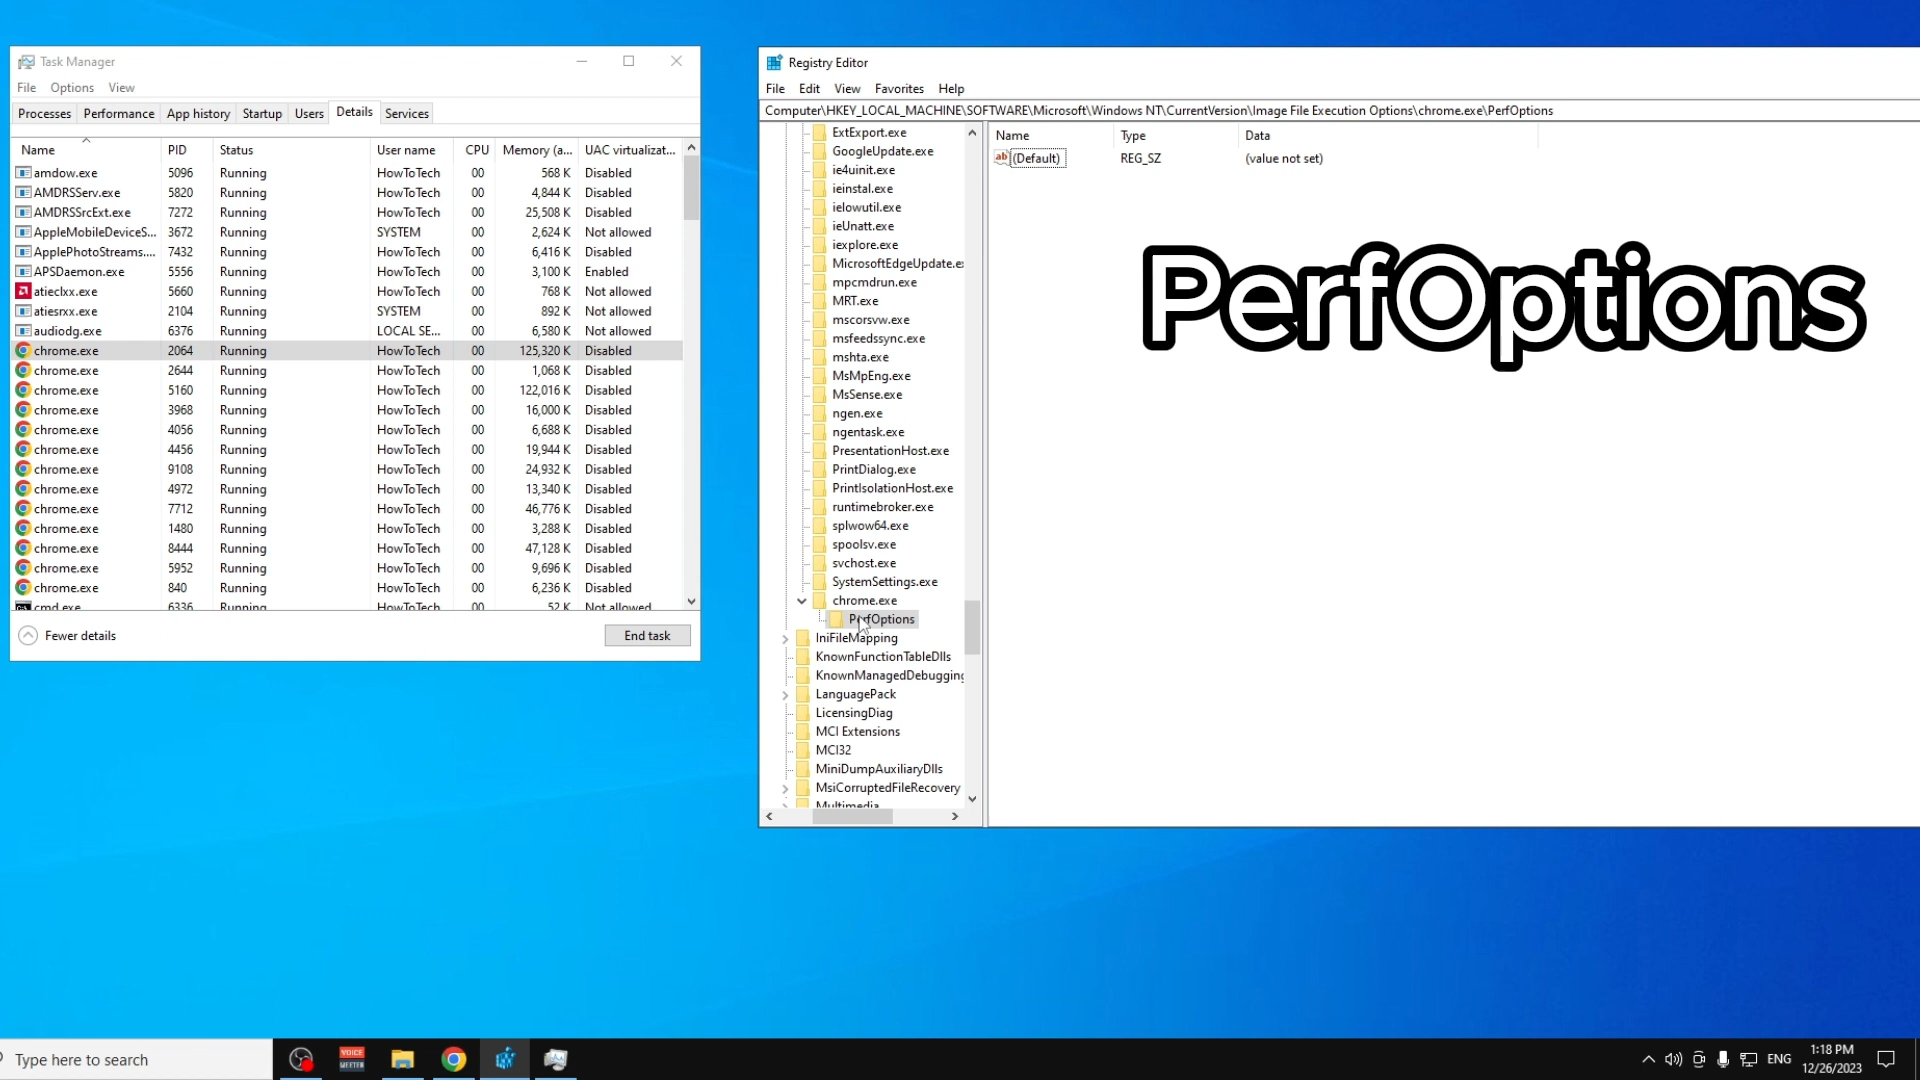 Task Manager
File Options View
Processes Performance App history Startup Users Details Services
Name PID Status User name CPU Memory (a... UAC virtualizat...
amdow.exe 5096 Running HowToTech 00 568 K Disabled
AMDRSServ.exe 5820 Running HowToTech 00 4,844 K Disabled
AMDRSSrcExt.exe 7272 Running HowToTech 00 25,508 K Disabled
AppleMobileDeviceS... 3672 Running SYSTEM 00 2,624 K Not allowed
ApplePhotoStreams.... 7432 Running HowToTech 00 6,416 K Disabled
APSDaemon.exe 5556 Running HowToTech 00 3,100 K Enabled
atieclxx.exe 5660 Running HowToTech 00 768 K Not allowed
atiesrxx.exe 2104 Running SYSTEM 00 892 K Not allowed
audiodg.exe 6376 Running LOCAL SE... 00 6,580 K Not allowed
chrome.exe 2064 Running HowToTech 00 125,320 K Disabled
chrome.exe 2644 Running HowToTech 00 1,068 K Disabled
chrome.exe 5160 Running HowToTech 00 122,016 K Disabled
chrome.exe 3968 Running HowToTech 00 16,000 K Disabled
chrome.exe 4056 Running HowToTech 00 6,688 K Disabled
chrome.exe 4456 Running HowToTech 00 19,944 K Disabled
chrome.exe 9108 Running HowToTech 00 24,932 K Disabled
chrome.exe 4972 Running HowToTech 00 13,340 K Disabled
chrome.exe 7712 Running HowToTech 00 46,776 K Disabled
chrome.exe 1480 Running HowToTech 00 3,288 K Disabled
chrome.exe 8444 Running HowToTech 00 47,128 K Disabled
chrome.exe 5952 Running HowToTech 00 9,696 K Disabled
chrome.exe 840 Running HowToTech 00 6,236 K Disabled
cmd.exe 6336 Running HowToTech 00 52 K Not allowed
Fewer details End task
Registry Editor
File Edit View Favorites Help
Computer\HKEY_LOCAL_MACHINE\SOFTWARE\Microsoft\Windows NT\CurrentVersion\Image File Execution Options\chrome.exe\PerfOptions
ExtExport.exe
GoogleUpdate.exe
ie4uinit.exe
ieinstal.exe
ielowutil.exe
ieUnatt.exe
iexplore.exe
MicrosoftEdgeUpdate.ex
mpcmdrun.exe
MRT.exe
mscorsvw.exe
msfeedssync.exe
mshta.exe
MsMpEng.exe
MsSense.exe
ngen.exe
ngentask.exe
PresentationHost.exe
PrintDialog.exe
PrintIsolationHost.exe
runtimebroker.exe
splwow64.exe
spoolsv.exe
svchost.exe
SystemSettings.exe
chrome.exe
PerfOptions
IniFileMapping
KnownFunctionTableDlls
KnownManagedDebugging
LanguagePack
LicensingDiag
MCI Extensions
MCI32
MiniDumpAuxiliaryDlls
MsiCorruptedFileRecovery
Multimedia
Name Type Data
ab (Default) REG_SZ (value not set)
PerfOptions
Type here to search
VOICE
MEETER
ENG
1:18 PM
12/26/2023